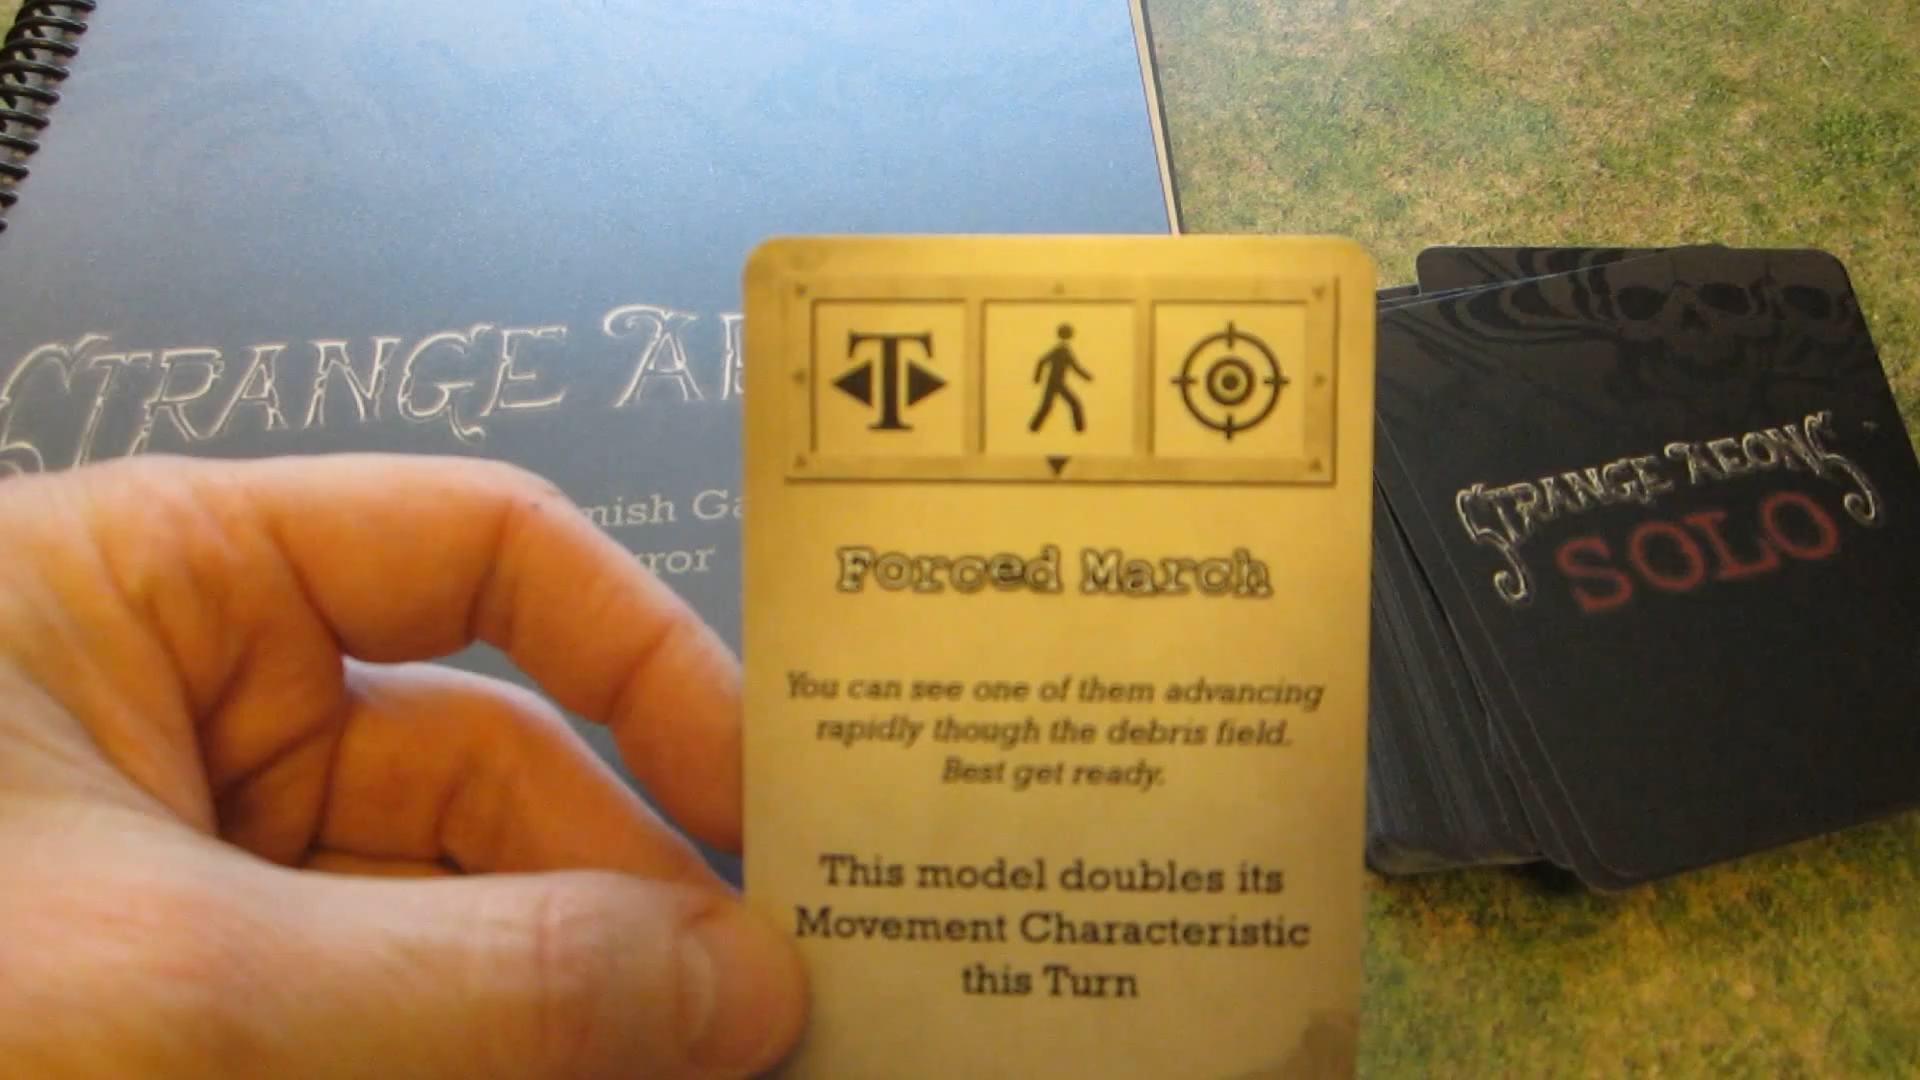 STRANGE AE
mish Ga
rror
T
Forced March
You can see one of them advancing
rapidly though the debris field.
Best get ready.
This model doubles its
Movement Characteristic
this Turn
STRANGE AEONS
SOLO